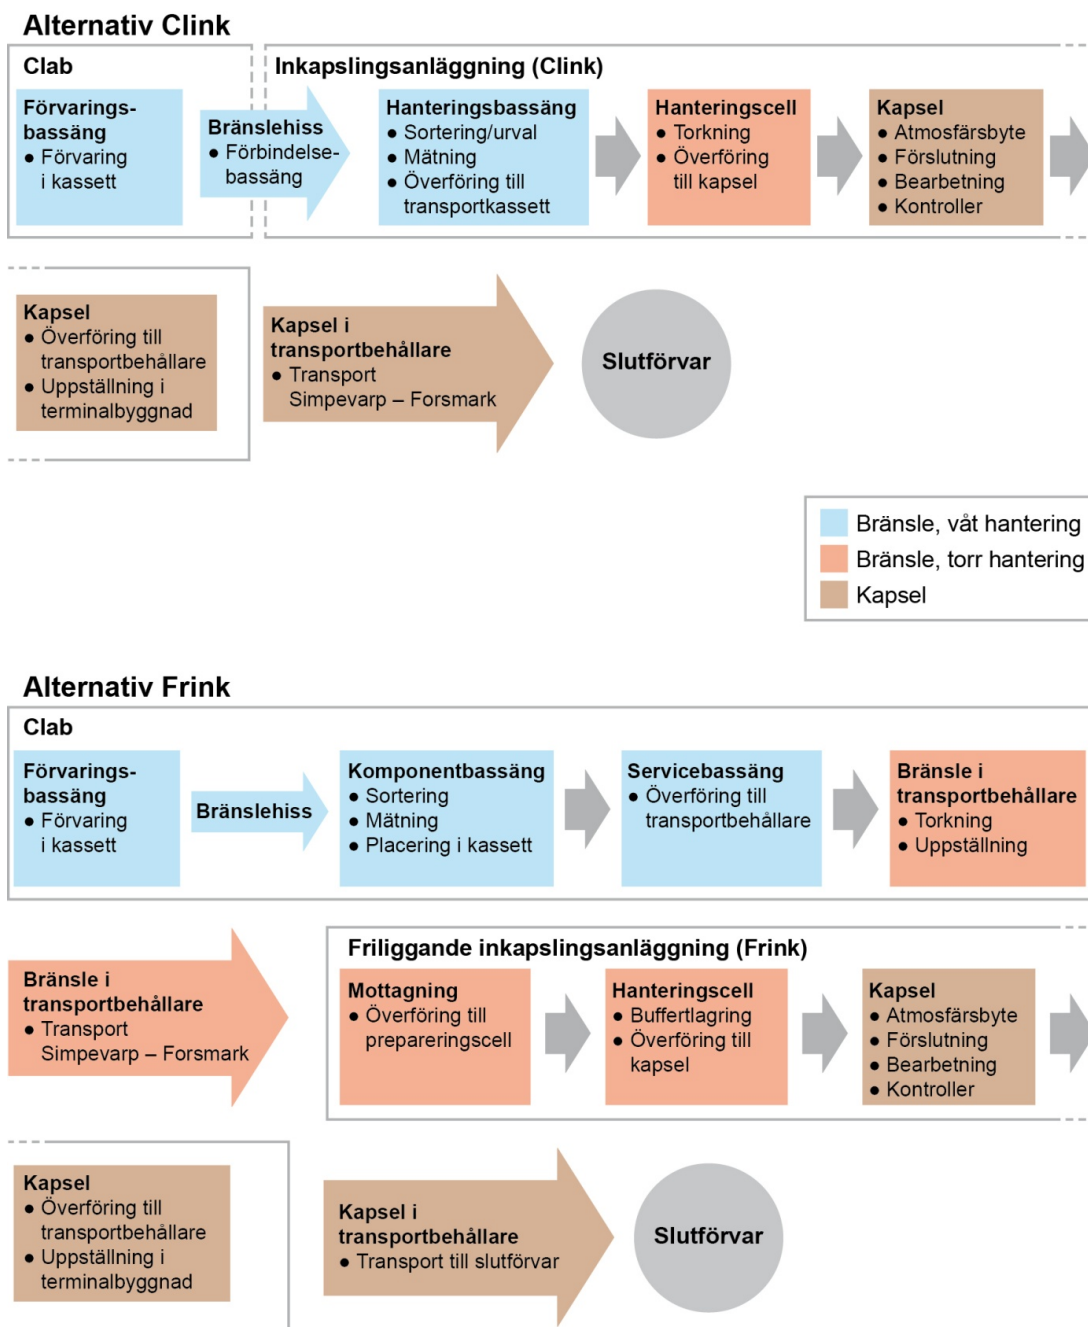 Alternativ Clink
Clab
Inkapslingsanläggning (Clink)
Förvarings-
bassäng
● Förvaring
i kassett
Bränslehiss
● Förbindelse-
bassäng
Hanteringsbassäng
● Sortering/urval
● Mätning
● Överföring till
transportkassett
Hanteringscell
● Torkning
● Överföring
till kapsel
Kapsel
● Atmosfärsbyte
● Förslutning
● Bearbetning
● Kontroller
Kapsel
● Överföring till
transportbehållare
● Uppställning i
terminalbyggnad
Kapsel i
transportbehållare
● Transport
Simpevarp – Forsmark
Slutförvar
Bränsle, våt hantering
Bränsle, torr hantering
Kapsel
Alternativ Frink
Clab
Förvarings-
bassäng
● Förvaring
i kassett
Bränslehiss
Komponentbassäng
● Sortering
● Mätning
● Placering i kassett
Servicebassäng
● Överföring till
transportbehållare
Bränsle i
transportbehållare
● Torkning
● Uppställning
Bränsle i
transportbehållare
● Transport
Simpevarp – Forsmark
Friliggande inkapslingsanläggning (Frink)
Mottagning
● Överföring till
prepareringscell
Hanteringscell
● Buffertlagring
● Överföring till
kapsel
Kapsel
● Atmosfärsbyte
● Förslutning
● Bearbetning
● Kontroller
Kapsel
● Överföring till
transportbehållare
● Uppställning i
terminalbyggnad
Kapsel i
transportbehållare
● Transport till slutförvar
Slutförvar